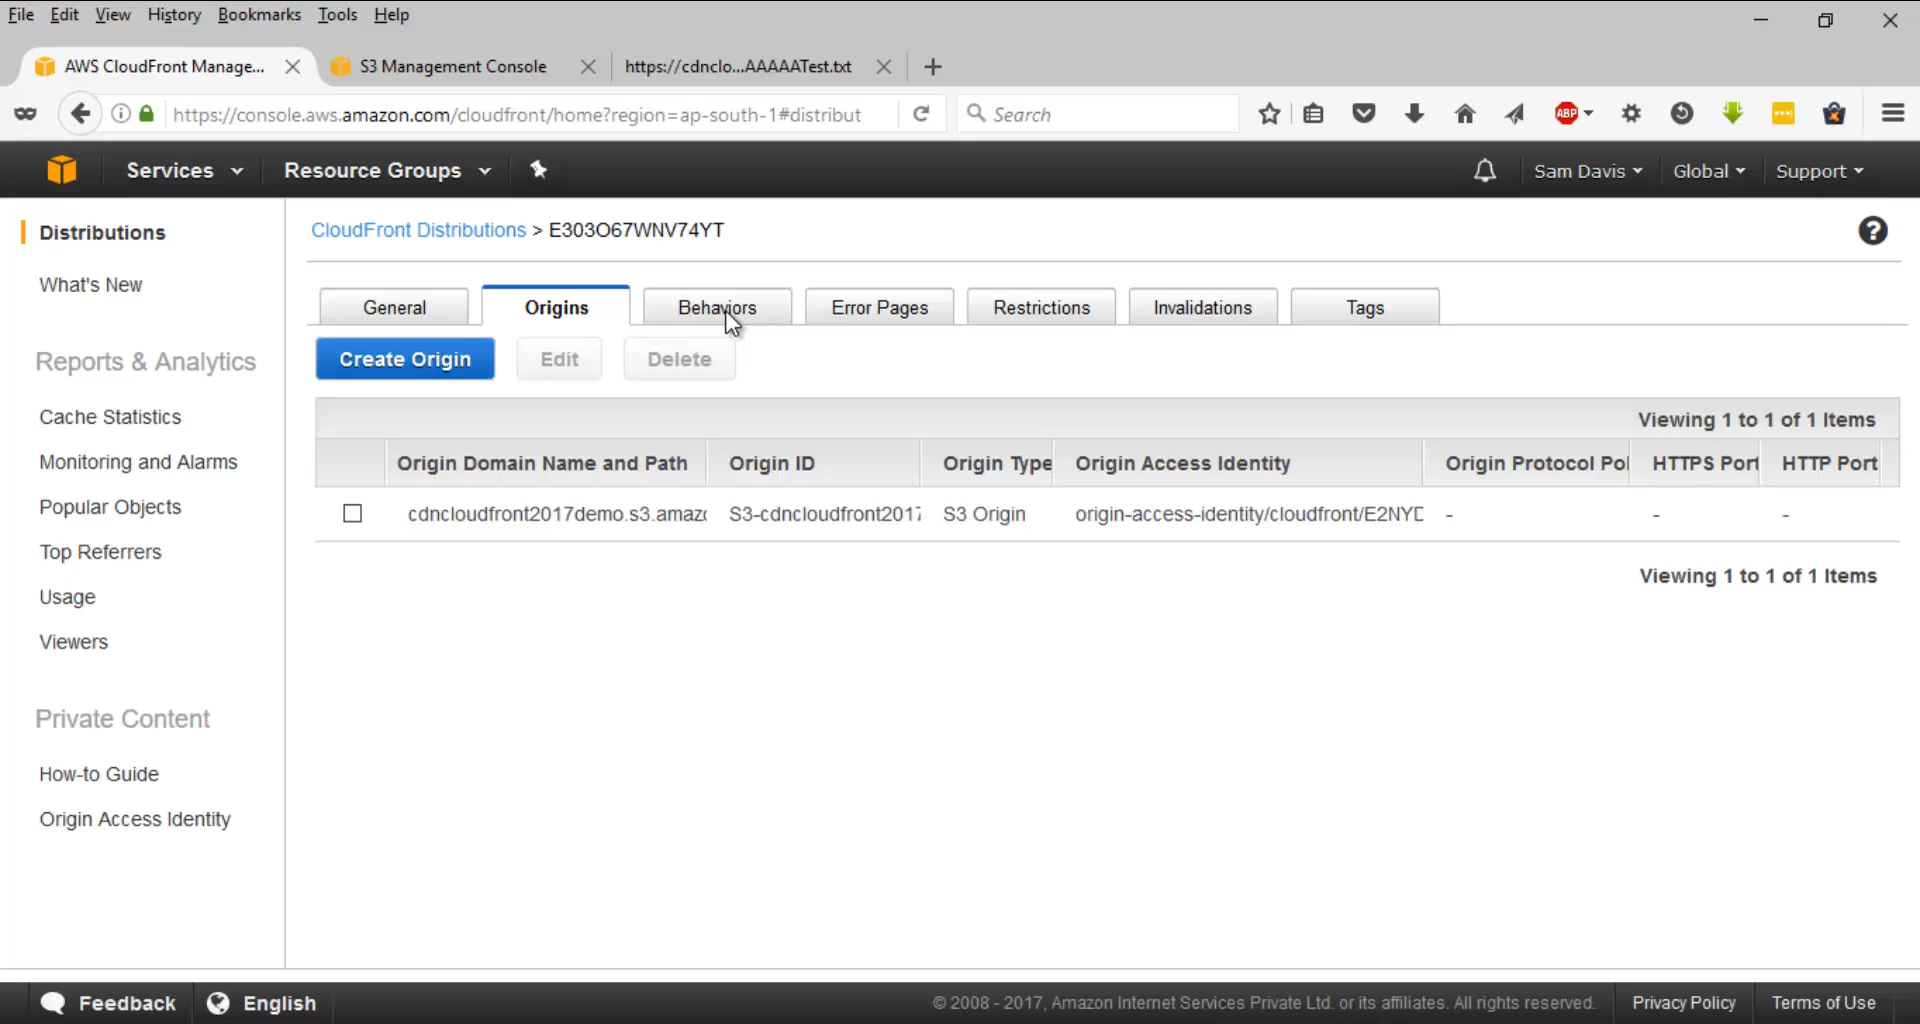 File Edit View History Bookmarks Tools Help
AWS CloudFront Manage... S3 Management Console https://cdnclo...AAAAATest.txt
https://console.aws.amazon.com/cloudfront/home?region=ap-south-1#distribut Search ABP
Services Resource Groups Sam Davis Global Support
Distributions
What's New
Reports & Analytics
Cache Statistics
Monitoring and Alarms
Popular Objects
Top Referrers
Usage
Viewers
Private Content
How-to Guide
Origin Access Identity
CloudFront Distributions > E303O67WNV74YT
General Origins Behaviors Error Pages Restrictions Invalidations Tags
Create Origin Edit Delete
Viewing 1 to 1 of 1 Items
Origin Domain Name and Path Origin ID Origin Type Origin Access Identity Origin Protocol Pol HTTPS Port HTTP Port
cdncloudfront2017demo.s3.amazo S3-cdncloudfront2017 S3 Origin origin-access-identity/cloudfront/E2NYD - - -
Viewing 1 to 1 of 1 Items
Feedback English © 2008 - 2017, Amazon Internet Services Private Ltd. or its affiliates. All rights reserved. Privacy Policy Terms of Use